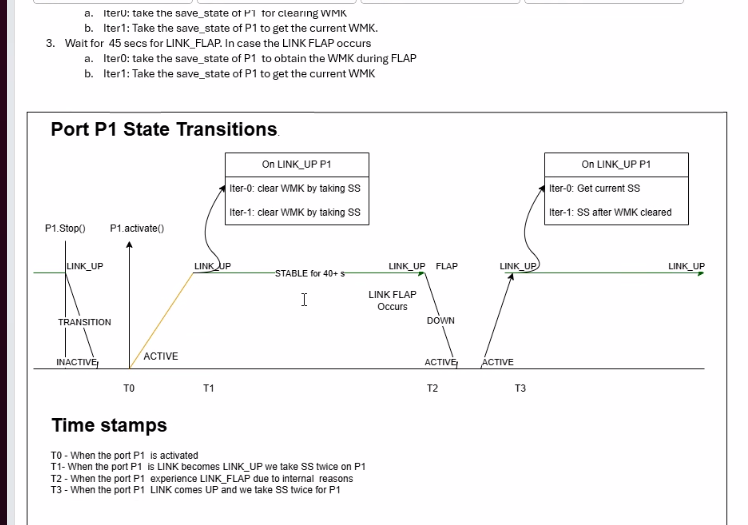 a. Iter0: take the save_state of P1 for clearing WMK
b. Iter1: Take the save_state of P1 to get the current WMK.
3. Wait for 45 secs for LINK_FLAP. In case the LINK FLAP occurs
a. Iter0: take the save_state of P1 to obtain the WMK during FLAP
b. Iter1: Take the save_state of P1 to get the current WMK
Port P1 State Transitions
On LINK_UP P1
Iter-0: clear WMK by taking SS
Iter-1: clear WMK by taking SS
On LINK_UP P1
Iter-0: Get current SS
Iter-1: SS after WMK cleared
P1.Stop()
P1.activate()
LINK_UP
LINK_UP
STABLE for 40+ s
LINK_UP
FLAP
LINK_UP
LINK_UP
LINK FLAP
Occurs
TRANSITION
DOWN
INACTIVE
ACTIVE
ACTIVE
ACTIVE
T0
T1
T2
T3
Time stamps
T0 - When the port P1 is activated
T1- When the port P1 is LINK becomes LINK_UP we take SS twice on P1
T2 - When the port P1 experience LINK_FLAP due to internal reasons
T3 - When the port P1 LINK comes UP and we take SS twice for P1